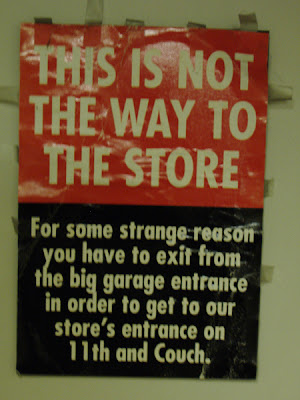 THIS IS NOT
THE WAY TO
THE STORE
For some strange reason
you have to exit from
the big garage entrance
in order to get to our
store's entrance on
11th and Couch.